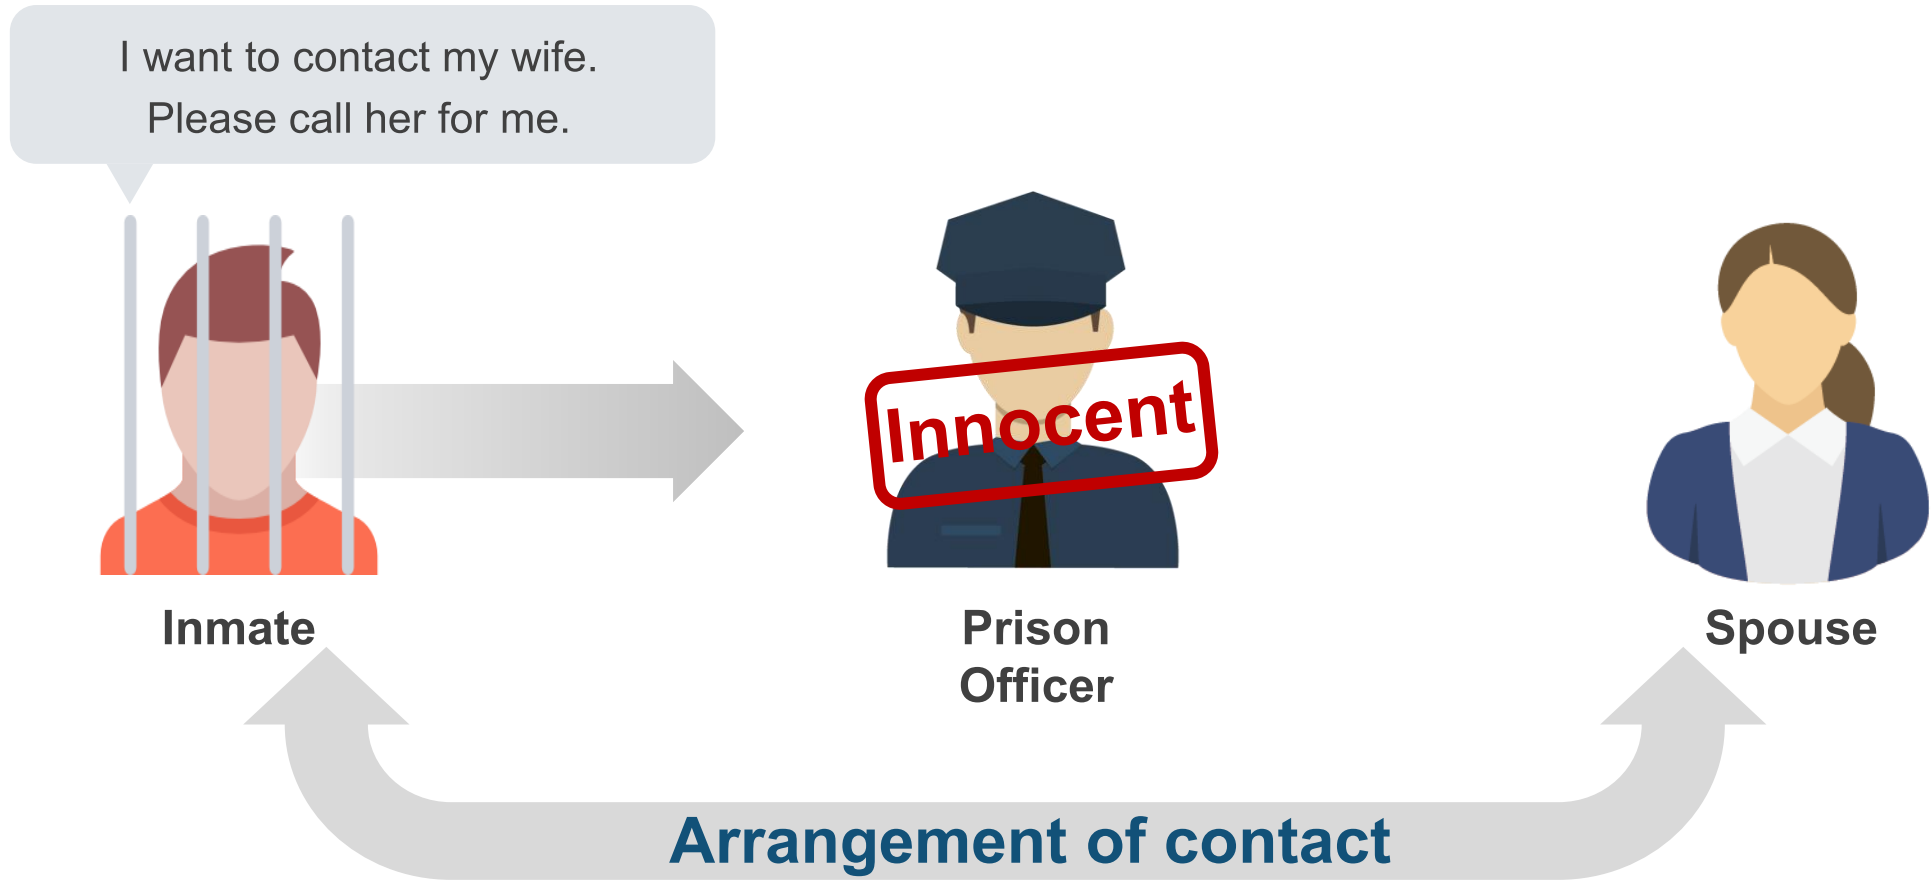 I want to contact my wife.
Please call her for me.
Innocent
Inmate
Prison
Officer
Spouse
Arrangement of contact